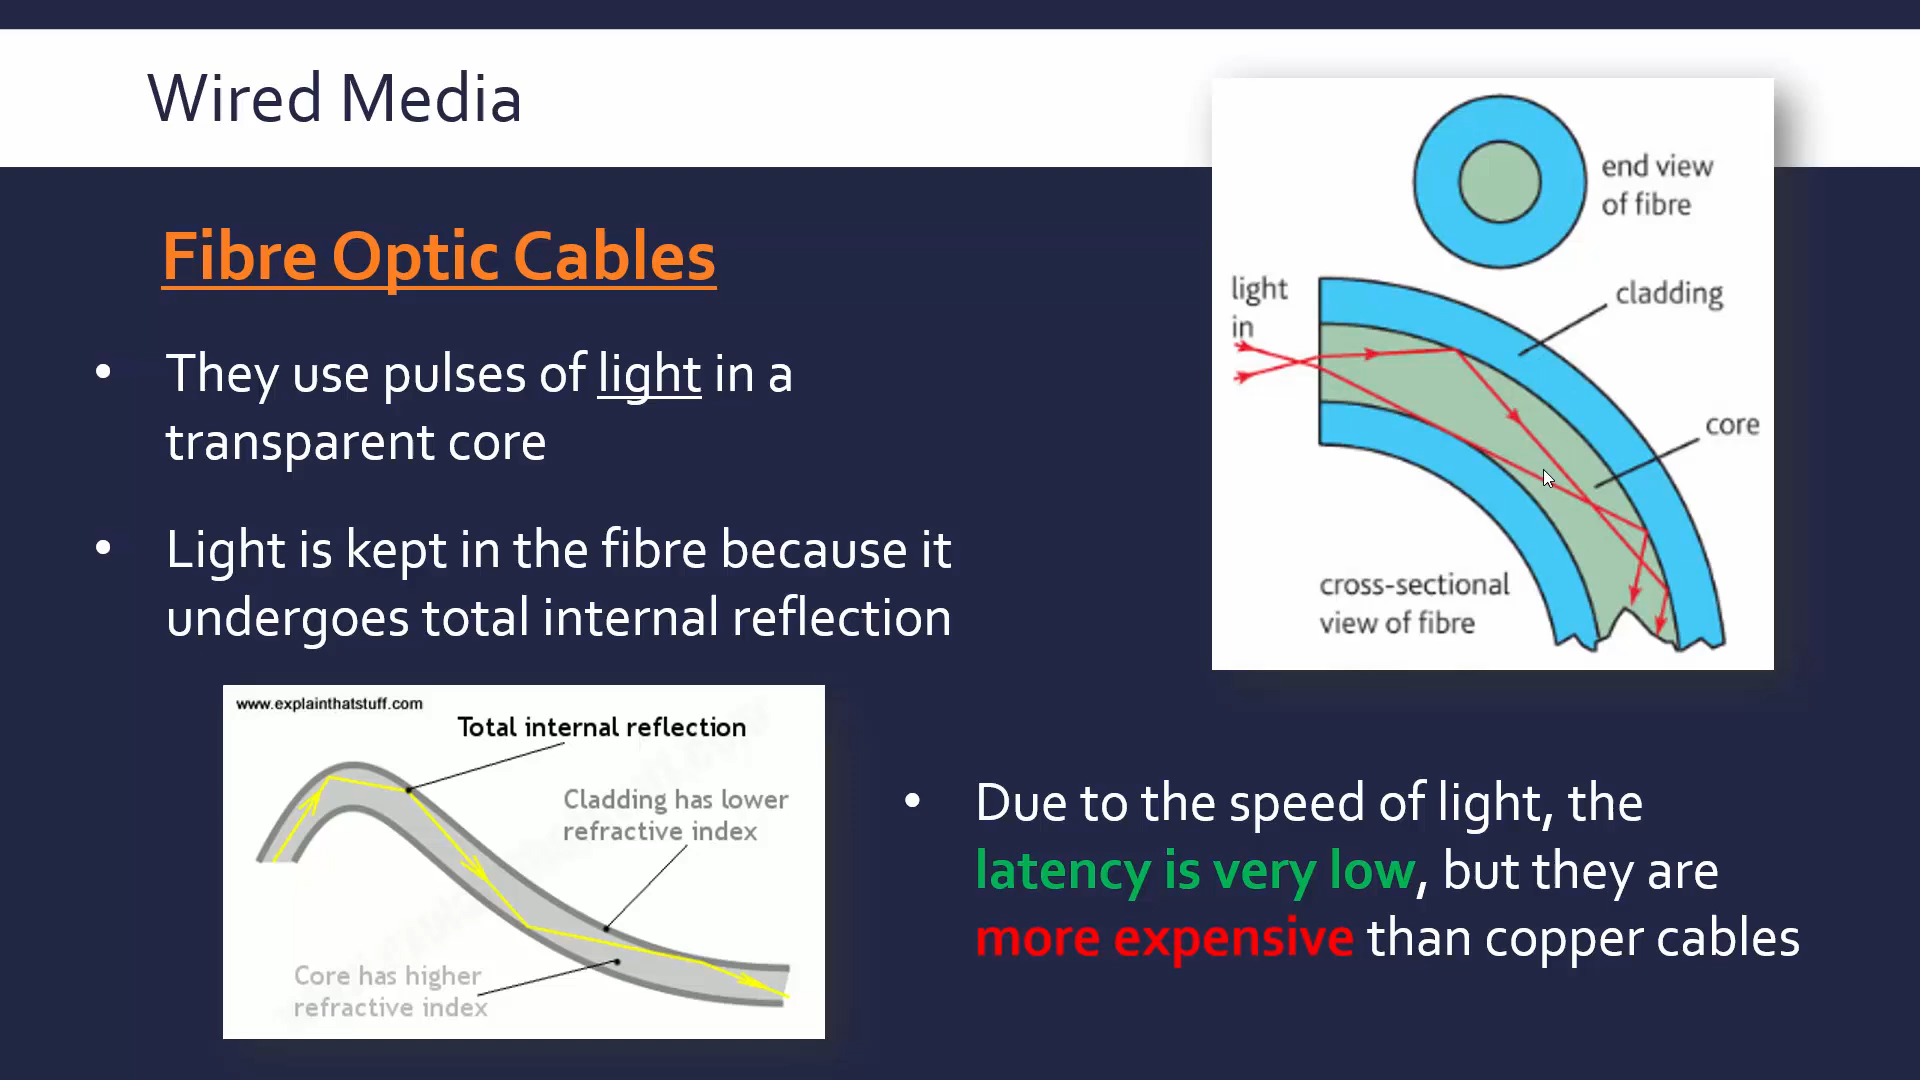 Wired Media
Fibre Optic Cables
• They use pulses of light in a
transparent core
• Light is kept in the fibre because it
undergoes total internal reflection
end view
of fibre
light
in
cladding
core
cross-sectional
view of fibre
www.explainthatstuff.com
Total internal reflection
Cladding has lower
refractive index
Core has higher
refractive index
• Due to the speed of light, the
latency is very low, but they are
more expensive than copper cables